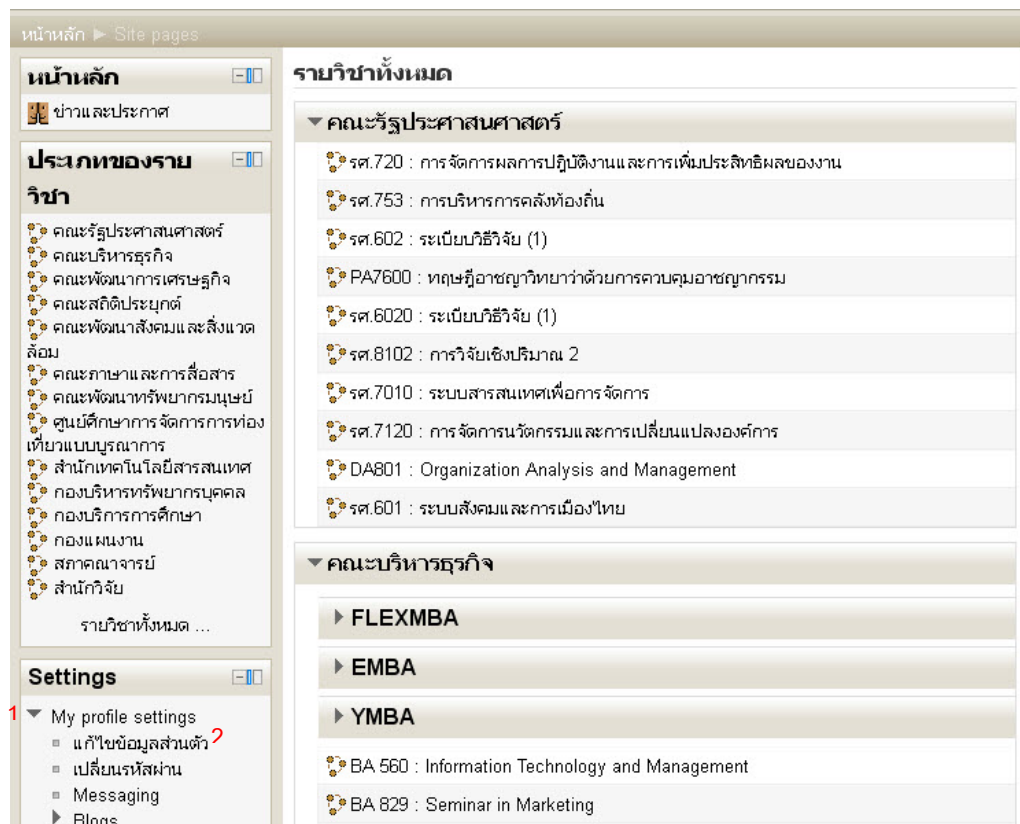 หน้าหลัก ► Site pages
หน้าหลัก
ข่าวและประกาศ
ประเภทของราย
วิชา
คณะรัฐประศาสนศาสตร์
คณะบริหารธุรกิจ
คณะพัฒนาการเศรษฐกิจ
คณะสถิติประยุกต์
คณะพัฒนาสังคมและสิ่งแวด
ล้อม
คณะภาษาและการสื่อสาร
คณะพัฒนาทรัพยากรมนุษย์
ศูนย์ศึกษาการจัดการการท่อง
เที่ยวแบบบูรณาการ
สำนักเทคโนโลยีสารสนเทศ
กองบริหารทรัพยากรบุคคล
กองบริการการศึกษา
กองแผนงาน
สภาคณาจารย์
สำนักวิจัย
รายวิชาทั้งหมด ...
Settings
1 My profile settings
แก้ไขข้อมูลส่วนตัว 2
เปลี่ยนรหัสผ่าน
Messaging
Blogs
รายวิชาทั้งหมด
คณะรัฐประศาสนศาสตร์
รศ.720 : การจัดการผลการปฏิบัติงานและการเพิ่มประสิทธิผลของงาน
รศ.753 : การบริหารการคลังท้องถิ่น
รศ.602 : ระเบียบวิธีวิจัย (1)
PA7600 : ทฤษฎีอาชญาวิทยาว่าด้วยการควบคุมอาชญากรรม
รศ.6020 : ระเบียบวิธีวิจัย (1)
รศ.8102 : การวิจัยเชิงปริมาณ 2
รศ.7010 : ระบบสารสนเทศเพื่อการจัดการ
รศ.7120 : การจัดการนวัตกรรมและการเปลี่ยนแปลงองค์การ
DA801 : Organization Analysis and Management
รศ.601 : ระบบสังคมและการเมืองไทย
คณะบริหารธุรกิจ
FLEXMBA
EMBA
YMBA
BA 560 : Information Technology and Management
BA 829 : Seminar in Marketing